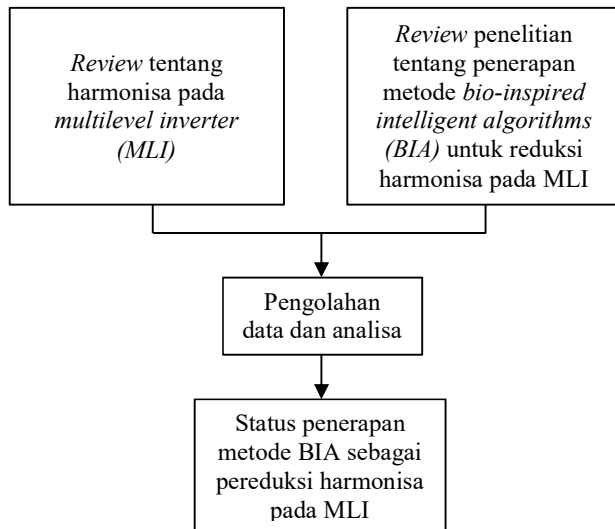 Review tentang
harmonisa pada
multilevel inverter
(MLI)
Review penelitian
tentang penerapan
metode bio-inspired
intelligent algorithms
(BIA) untuk reduksi
harmonisa pada MLI
Pengolahan
data dan analisa
Status penerapan
metode BIA sebagai
pereduksi harmonisa
pada MLI